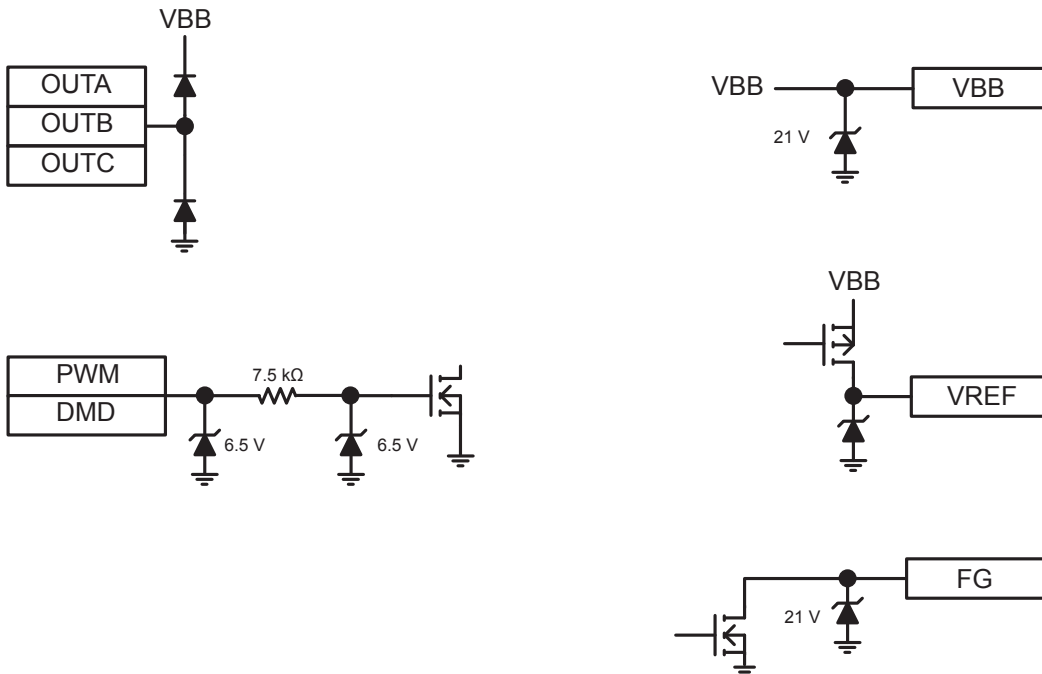 VBB
OUTA
OUTB
OUTC
VBB
VBB
21 V
VBB
PWM
DMD
7.5 kΩ
6.5 V
6.5 V
VREF
FG
21 V